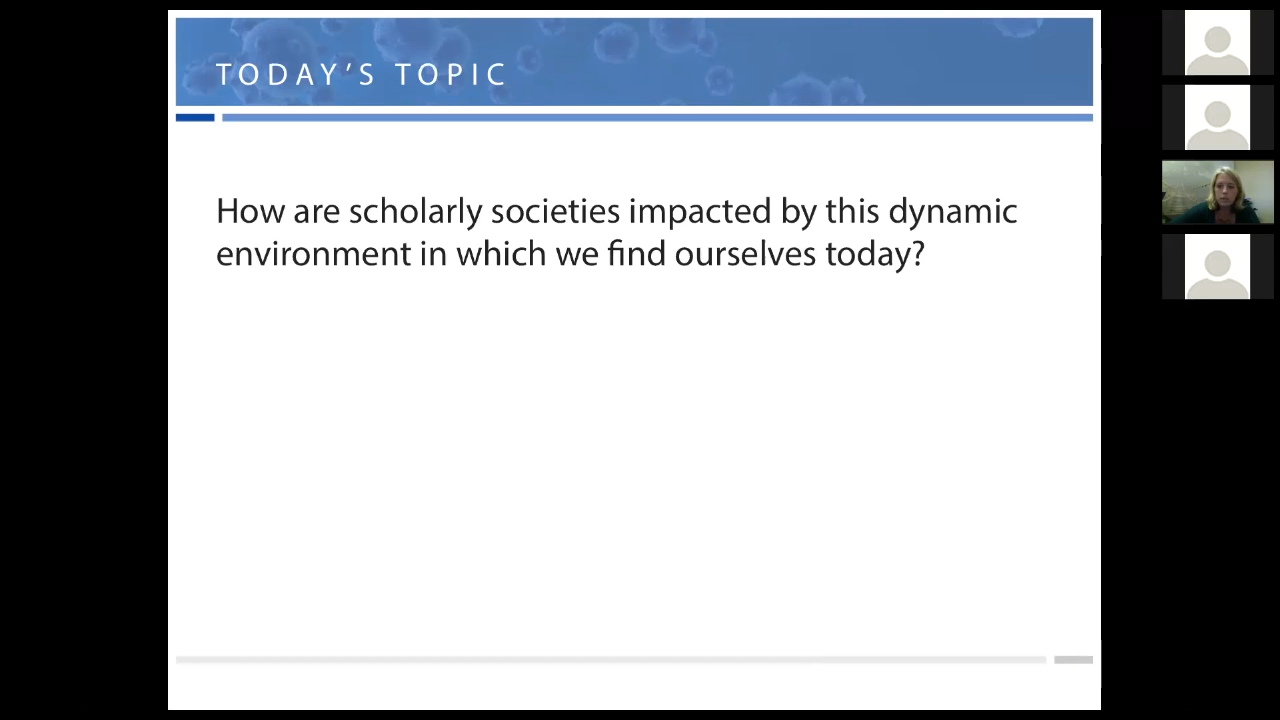 TODAY’S TOPIC
How are scholarly societies impacted by this dynamic
environment in which we find ourselves today?